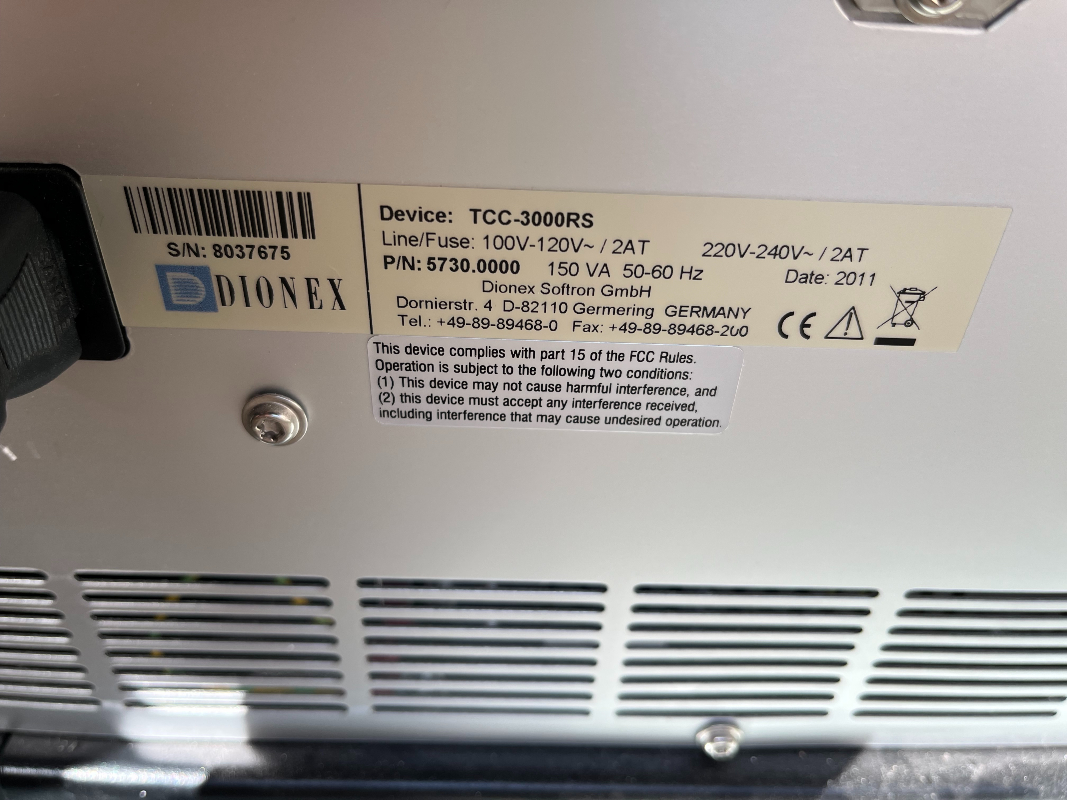 S/N: 8037675
DIONEX
Device: TCC-3000RS
Line/Fuse: 100V-120V~ / 2AT 220V-240V~ / 2AT
P/N: 5730.0000 150 VA 50-60 Hz Date: 2011
Dionex Softron GmbH
Dornierstr. 4 D-82110 Germering GERMANY
Tel.: +49-89-89468-0 Fax: +49-89-89468-200
CE
This device complies with part 15 of the FCC Rules.
Operation is subject to the following two conditions:
(1) This device may not cause harmful interference, and
(2) this device must accept any interference received,
including interference that may cause undesired operation.